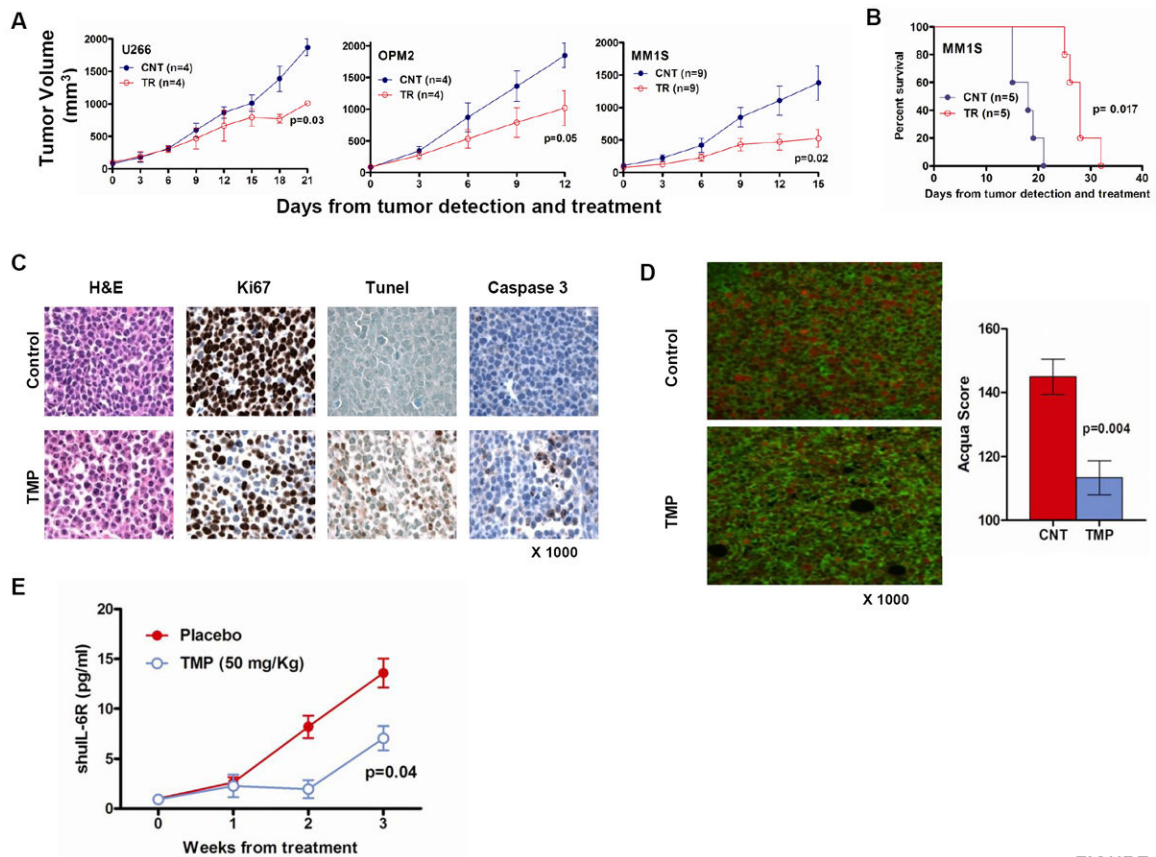 A
Tumor Volume
(mm³)
U266
CNT (n=4)
TR (n=4)
2000
1500
1000
500
0
p=0.03
0 3 6 9 12 15 18 21
OPM2
CNT (n=4)
TR (n=4)
2000
1500
1000
500
0
p=0.05
0 3 6 9 12
MM1S
CNT (n=9)
TR (n=9)
2000
1500
1000
500
0
p=0.02
0 3 6 9 12 15
Days from tumor detection and treatment
B
Percent survival
100
80
60
40
20
0
MM1S
CNT (n=5)
TR (n=5)
p= 0.017
0 10 20 30 40
Days from tumor detection and treatment
C
H&E Ki67 Tunel Caspase 3
Control
TMP
X 1000
D
Control
TMP
X 1000
Acqua Score
160
140
120
100
p=0.004
CNT TMP
E
shuIL-6R (pg/ml)
20
15
10
5
0
Placebo
TMP (50 mg/Kg)
p=0.04
0 1 2 3
Weeks from treatment